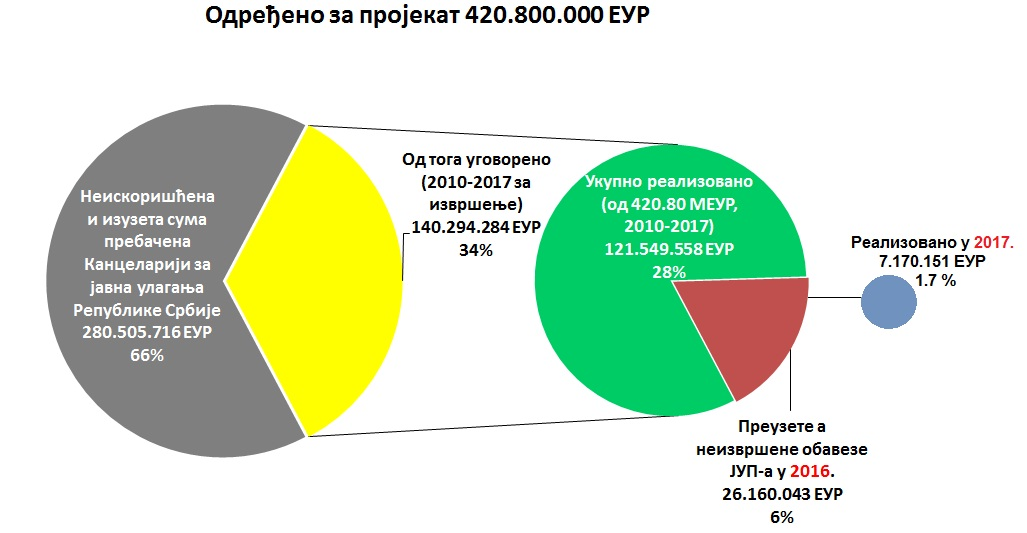 Одређено за пројекат 420.800.000 ЕУР
Неискоришћена
и изузета сума
пребачена
Канцеларији за
јавна улагања
Републике Србије
280.505.716 ЕУР
66%
Од тога уговорено
(2010-2017 за
извршење)
140.294.284 ЕУР
34%
Укупно реализовано
(од 420.80 МЕУР,
2010-2017)
121.549.558 ЕУР
28%
Реализовано у 2017.
7.170.151 ЕУР
1.7 %
Преузете а
неизвршене обавезе
ЈУП-а у 2016.
26.160.043 ЕУР
6%